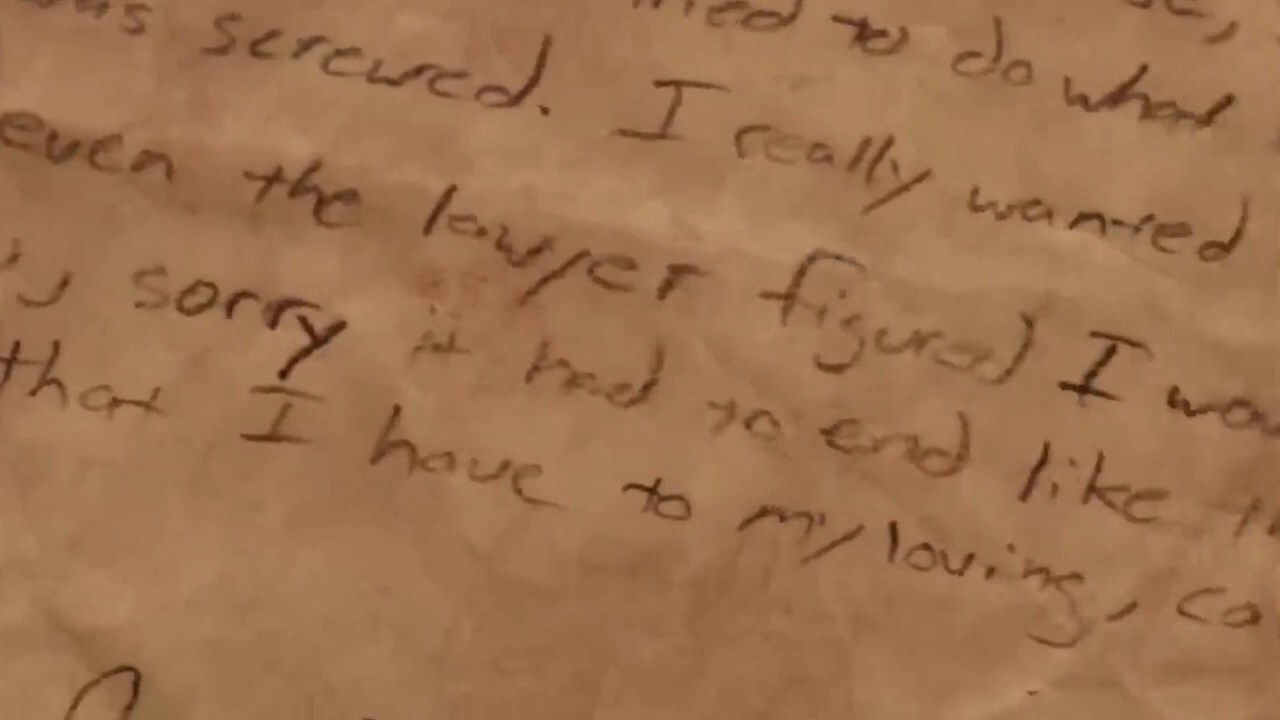 to do what
screwed. I really wanted
even the lawyer figured I
sorry it had to end like
that I have to my loving,